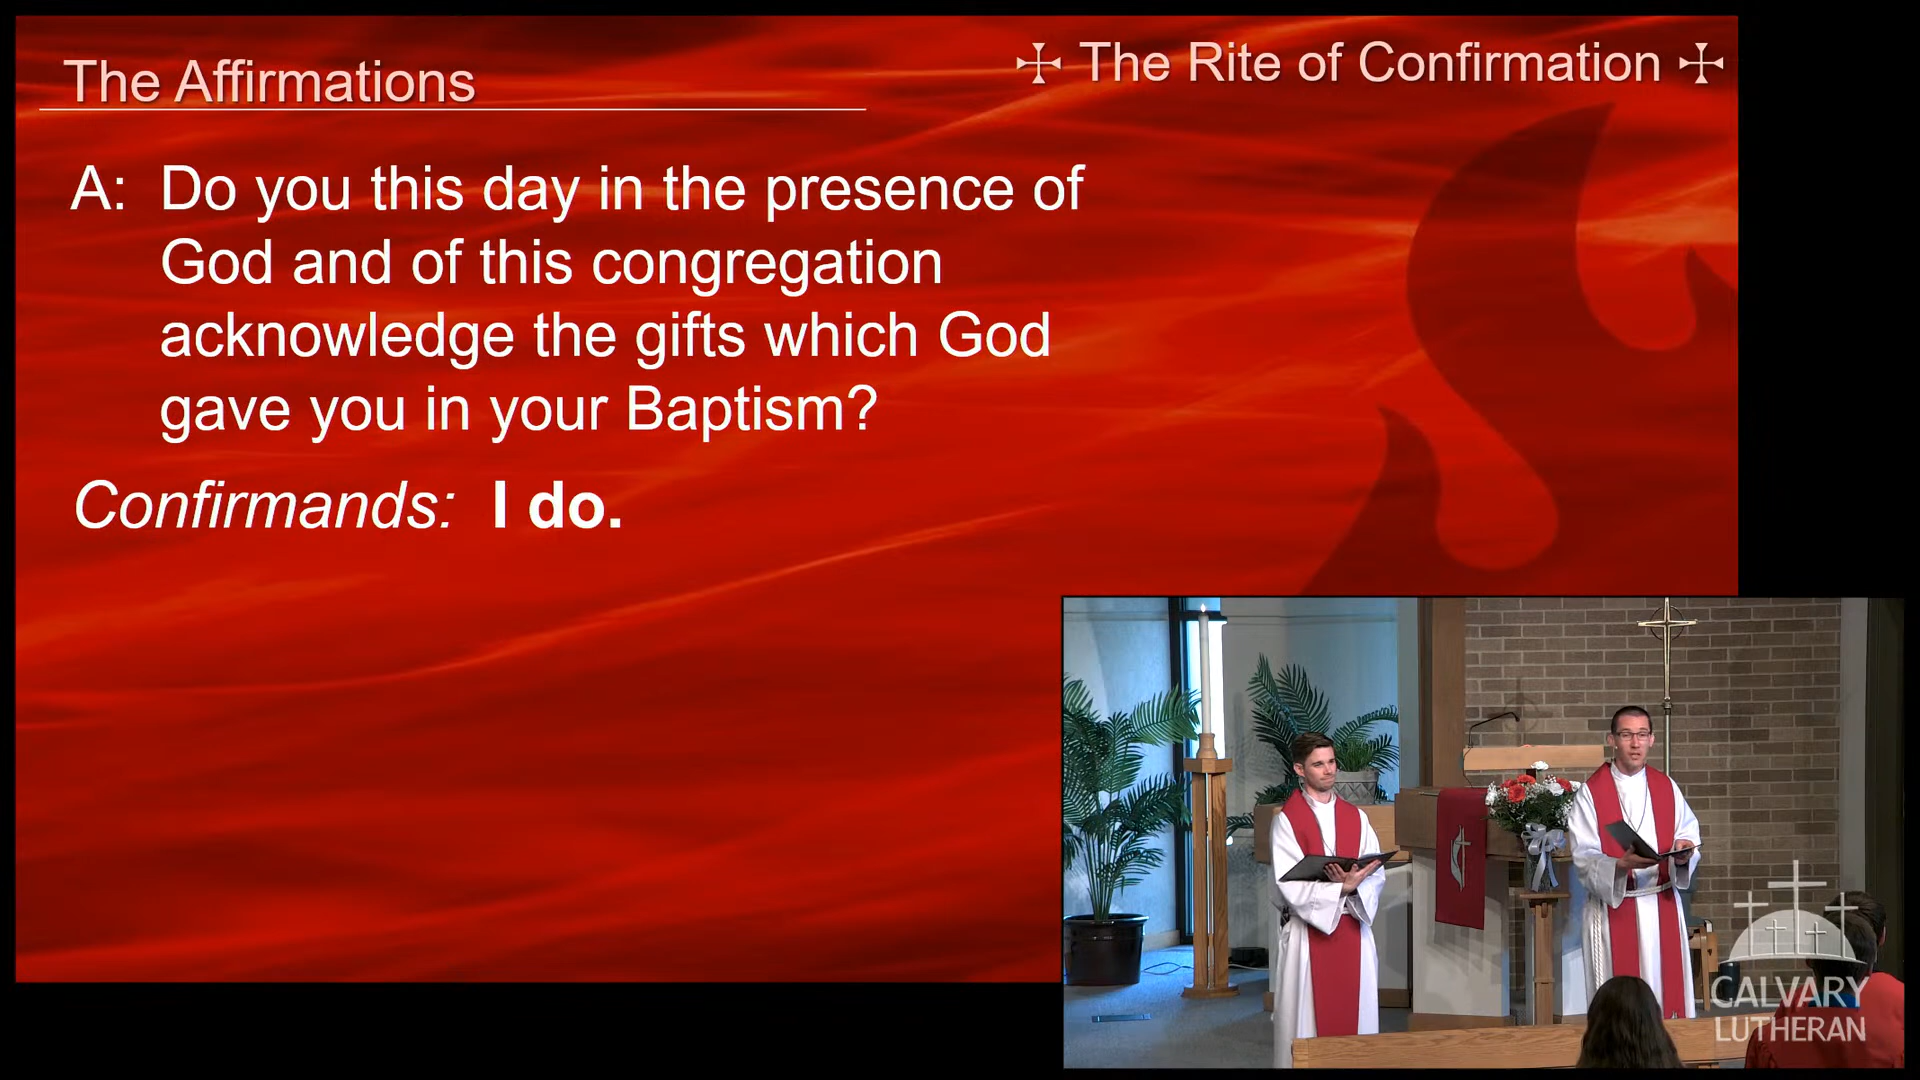 The Affirmations
The Rite of Confirmation
A: Do you this day in the presence of
God and of this congregation
acknowledge the gifts which God
gave you in your Baptism?
Confirmands: I do.
CALVARY
LUTHERAN